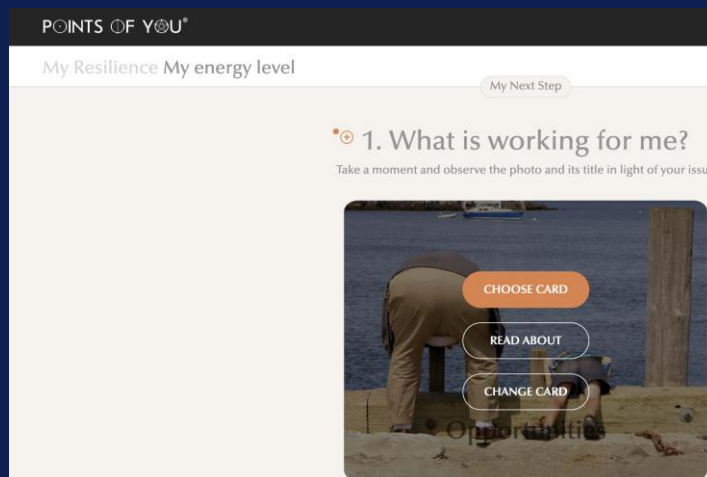 POINTS OF YOU®
My Resilience My energy level
My Next Step
1. What is working for me?
Take a moment and observe the photo and its title in light of your issu
CHOOSE CARD
READ ABOUT
CHANGE CARD
Opportunities